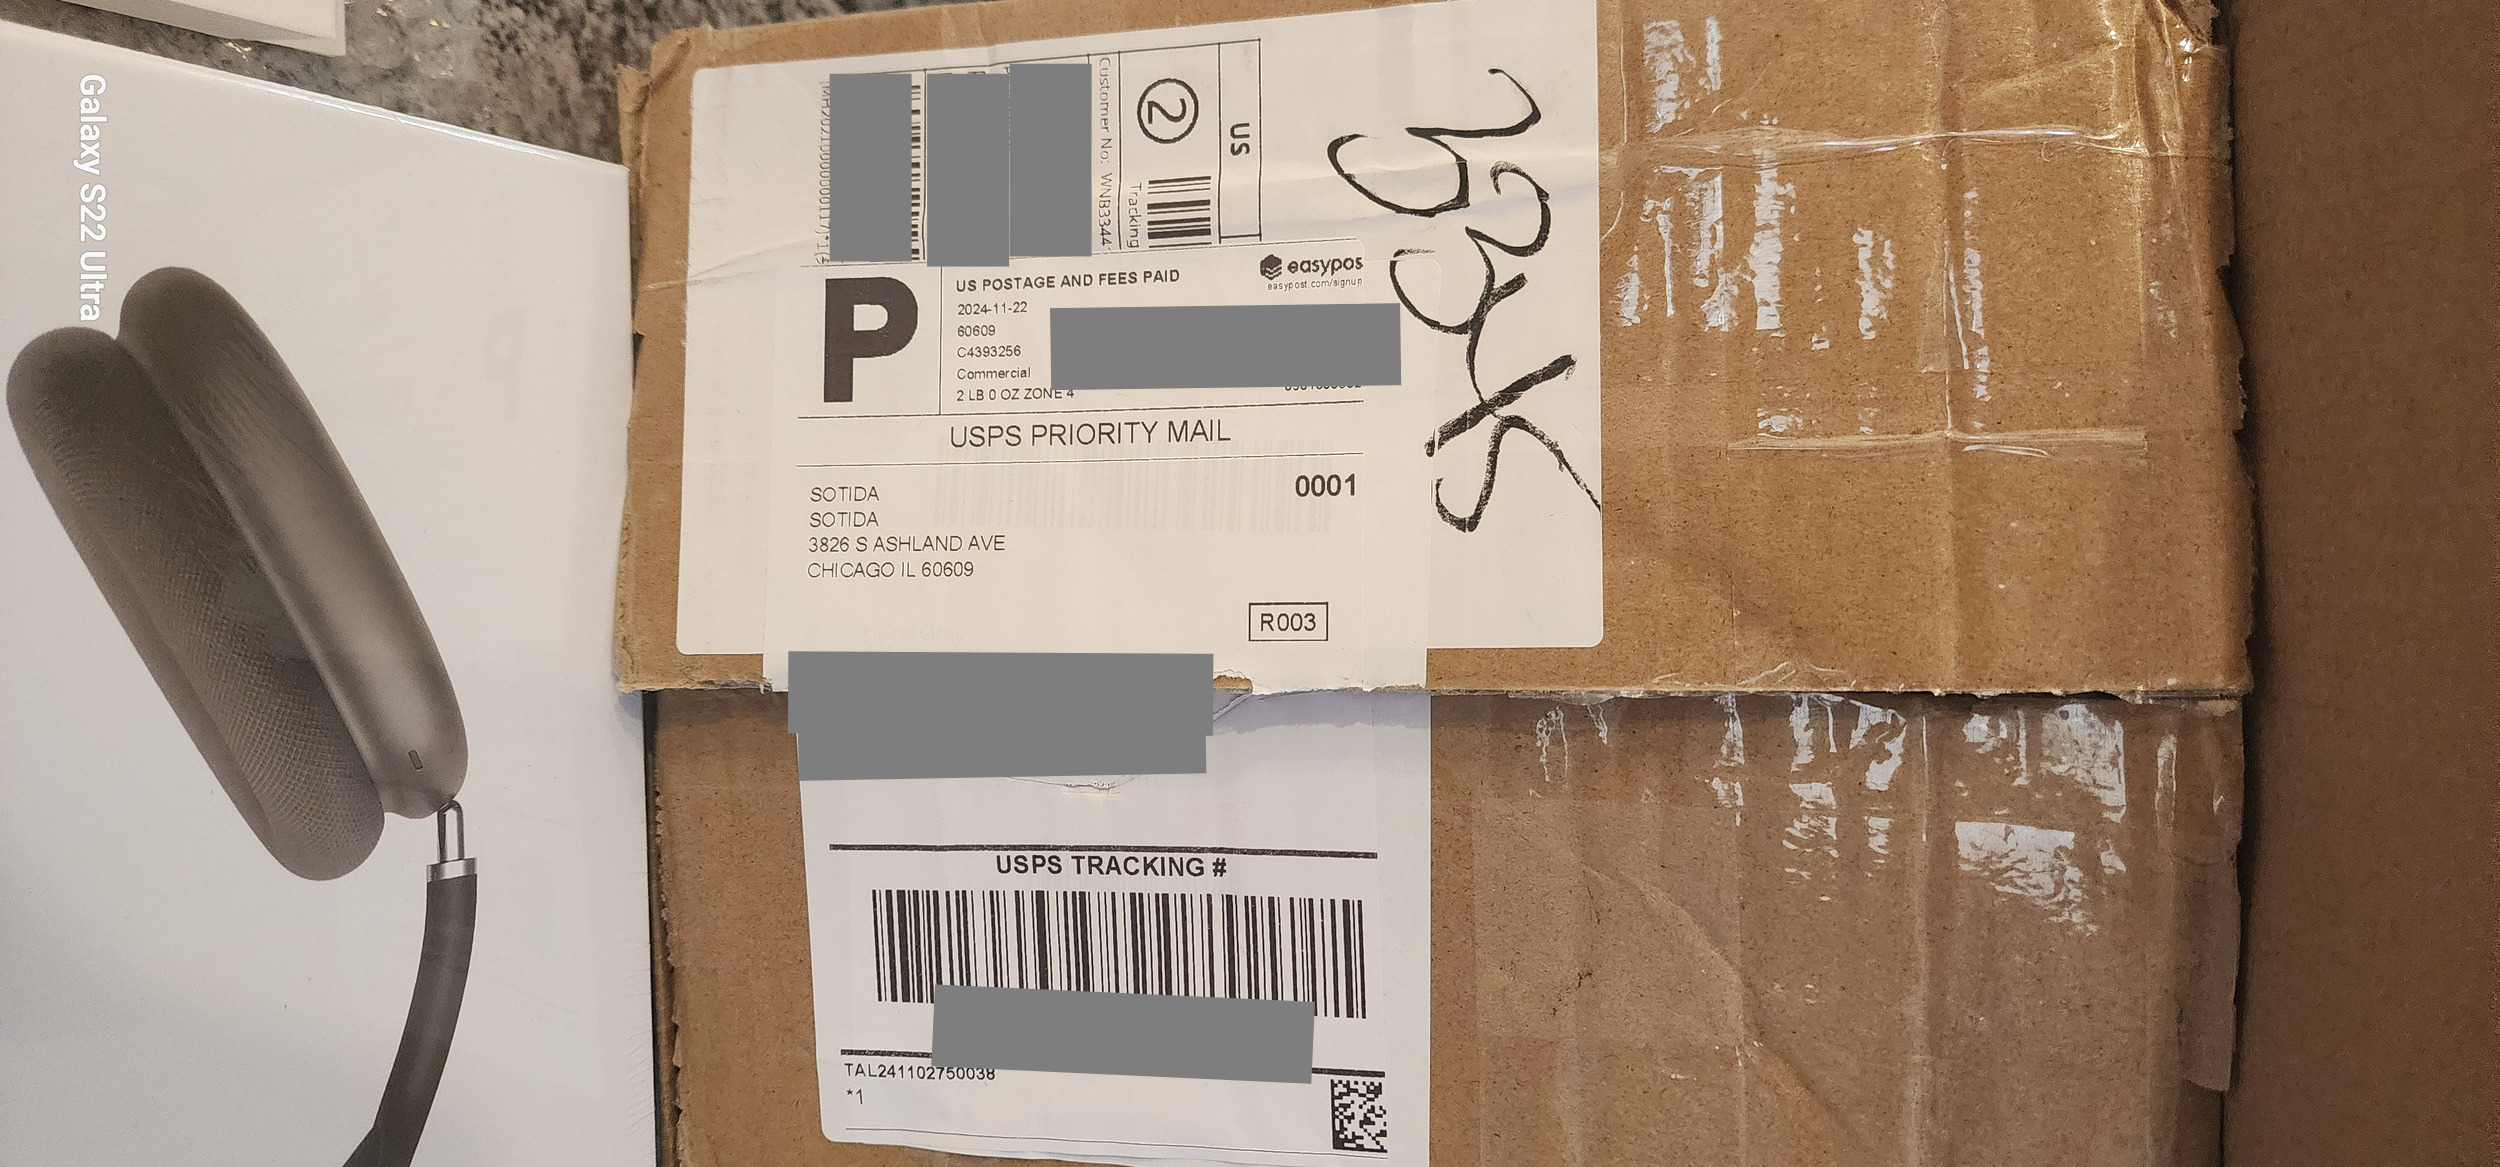 Galaxy S22 Ultra
US
2
Tracking
Customer No: WNB3344
P
US POSTAGE AND FEES PAID
2024-11-22
60609
C4393256
Commercial
2 LB 0 OZ ZONE 4
easypos
easypost.com/signup
USPS PRIORITY MAIL
0001
SOTIDA
SOTIDA
3826 S ASHLAND AVE
CHICAGO IL 60609
R003
USPS TRACKING #
TAL241102750038
*1